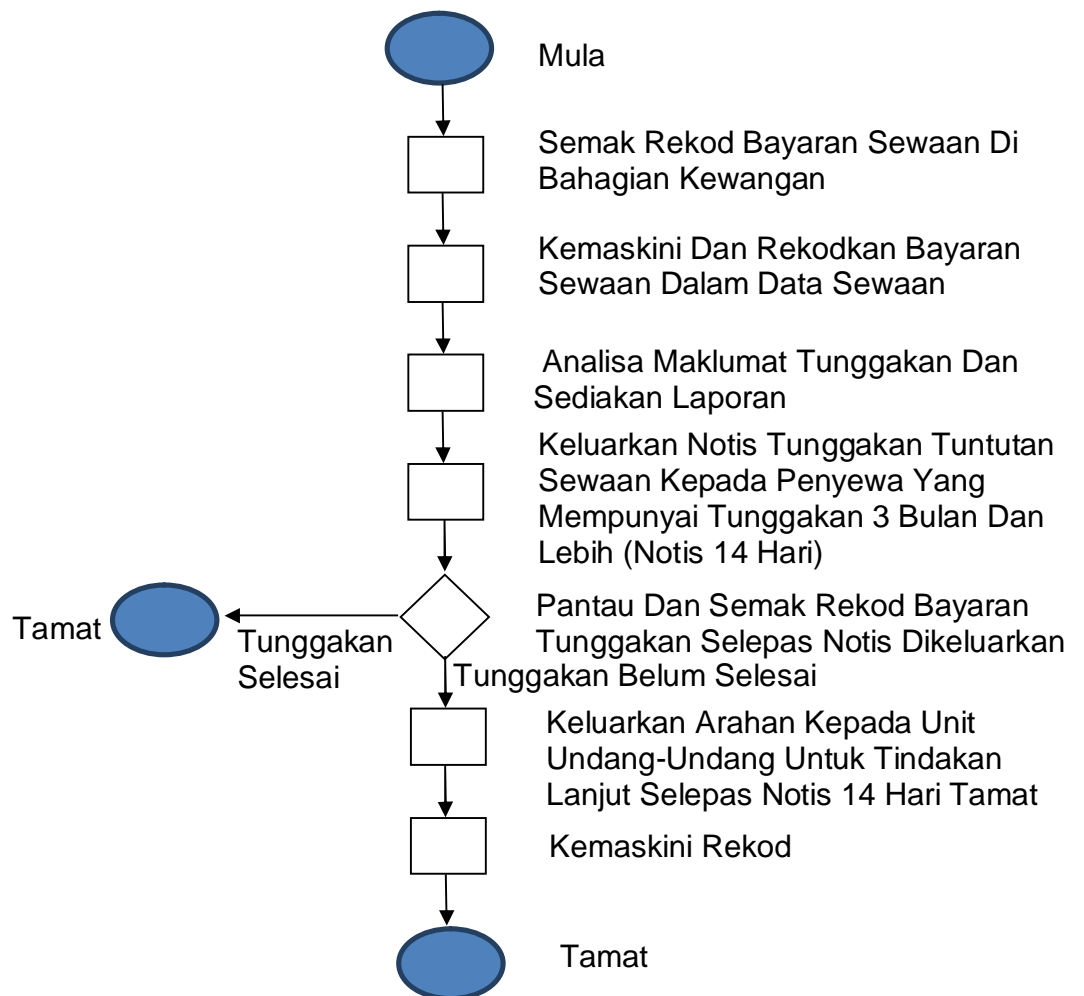 Mula
Semak Rekod Bayaran Sewaan Di
Bahagian Kewangan
Kemaskini Dan Rekodkan Bayaran
Sewaan Dalam Data Sewaan
Analisa Maklumat Tunggakan Dan
Sediakan Laporan
Keluarkan Notis Tunggakan Tuntutan
Sewaan Kepada Penyewa Yang
Mempunyai Tunggakan 3 Bulan Dan
Lebih (Notis 14 Hari)
Pantau Dan Semak Rekod Bayaran
Tunggakan Selepas Notis Dikeluarkan
Tamat
Tunggakan
Selesai
Tunggakan Belum Selesai
Keluarkan Arahan Kepada Unit
Undang-Undang Untuk Tindakan
Lanjut Selepas Notis 14 Hari Tamat
Kemaskini Rekod
Tamat